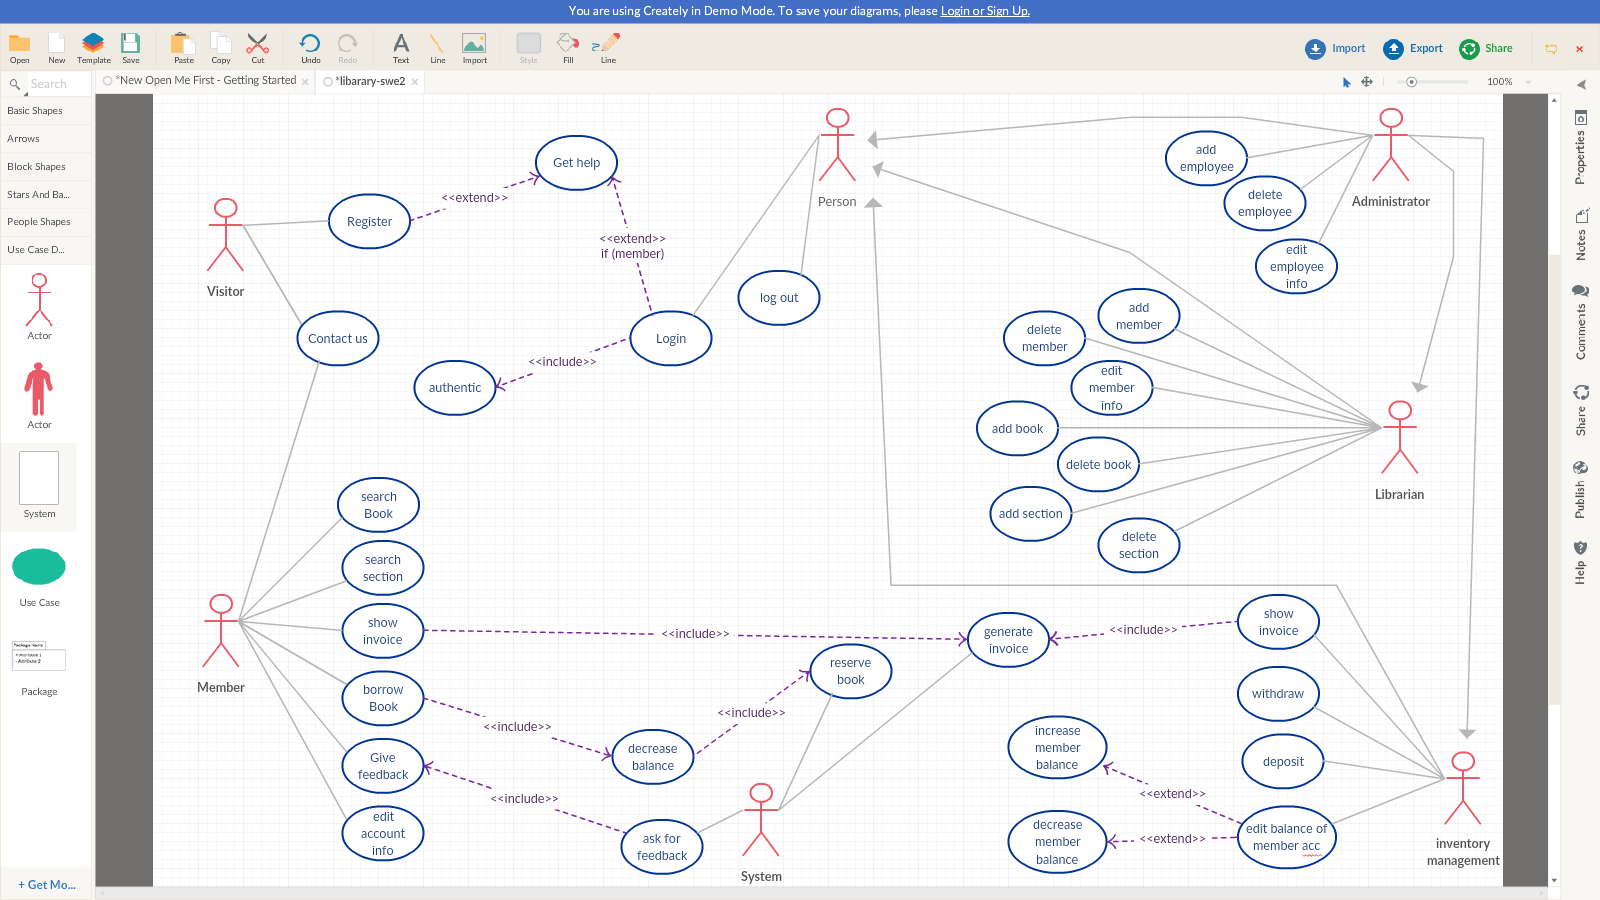 You are using Creately in Demo Mode. To save your diagrams, please Login or Sign Up.
Open
New
Template
Save
Paste
Copy
Cut
Undo
Redo
Text
Line
Import
Style
Fill
Line
Import
Export
Share
Search
*New Open Me First - Getting Started
*libarary-swe2
100%
Basic Shapes
Arrows
Block Shapes
Stars And Ba...
People Shapes
Use Case D...
Actor
Actor
System
Use Case
Package
+ Get Mo...
Properties
Notes
Comments
Share
Publish
Help
Get help
<<extend>>
Register
Visitor
<<extend>>
if (member)
Contact us
Login
log out
<<include>>
authentic
Person
add
employee
delete
employee
edit
employee
info
Administrator
add
member
delete
member
edit
member
info
add book
delete book
add section
delete
section
Librarian
search
Book
search
section
show
invoice
<<include>>
generate
invoice
<<include>>
show
invoice
Member
borrow
Book
<<include>>
decrease
balance
<<include>>
reserve
book
Give
feedback
<<include>>
ask for
feedback
edit
account
info
System
withdraw
deposit
increase
member
balance
<<extend>>
decrease
member
balance
<<extend>>
edit balance of
member acc
inventory
management